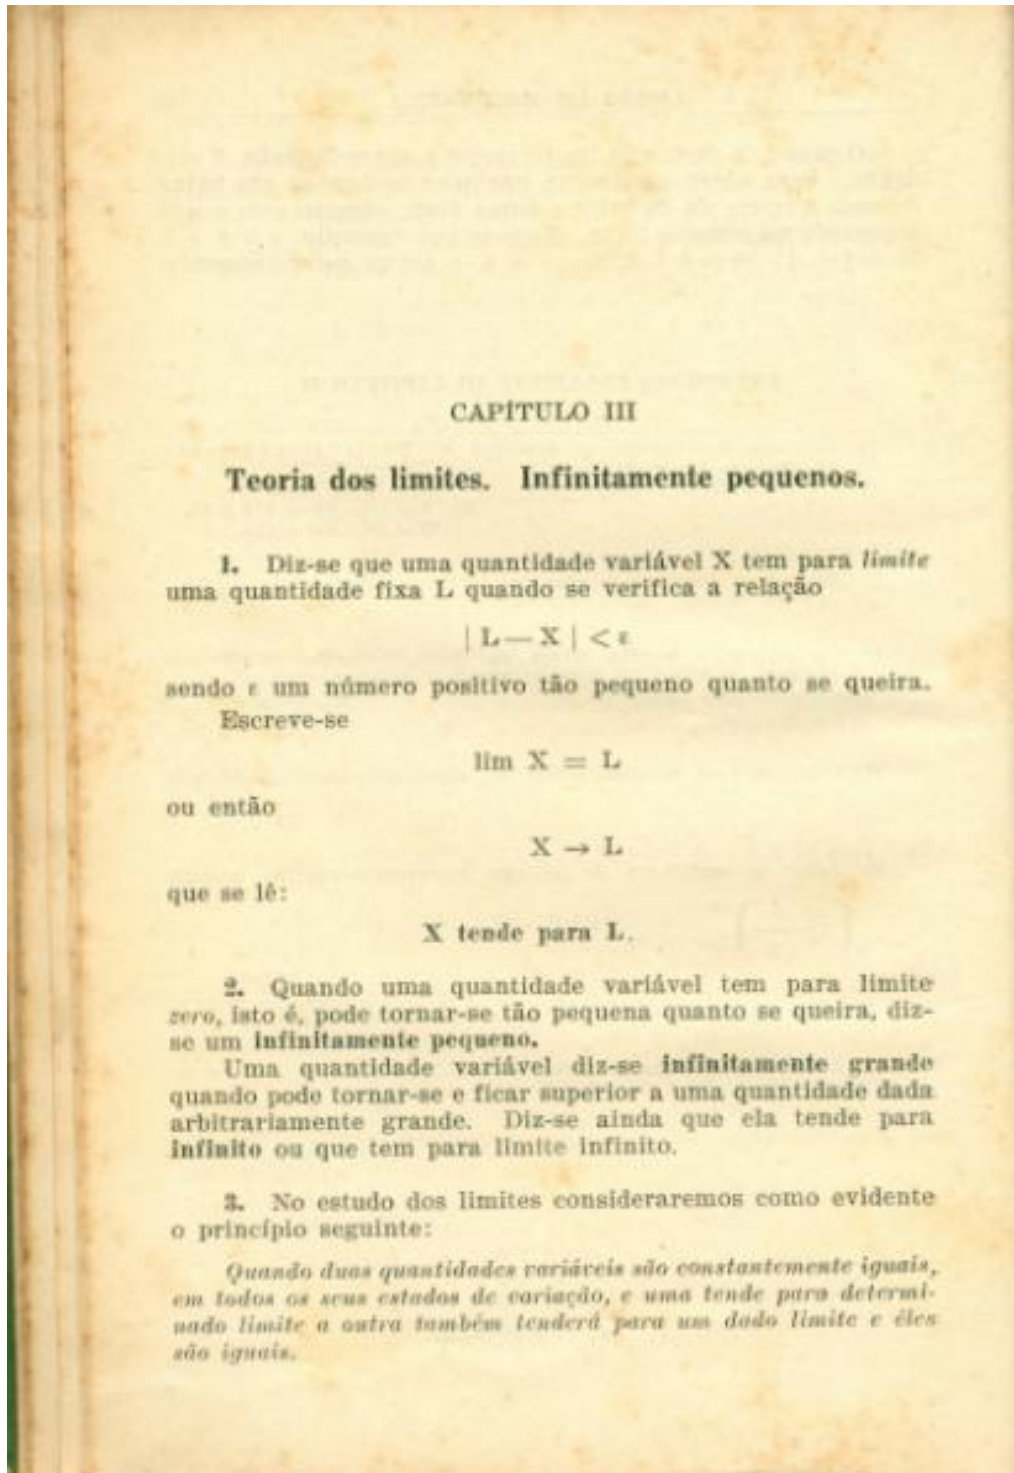 CAPÍTULO III
Teoria dos limites. Infinitamente pequenos.
1. Diz-se que uma quantidade variável X tem para limite
uma quantidade fixa L quando se verifica a relação
| L — X | < ε
sendo ε um número positivo tão pequeno quanto se queira.
Escreve-se
lim X = L
ou então
X → L
que se lê:
X tende para L.
2. Quando uma quantidade variável tem para limite
zero, isto é, pode tornar-se tão pequena quanto se queira, diz-
se um infinitamente pequeno.
Uma quantidade variável diz-se infinitamente grande
quando pode tornar-se e ficar superior a uma quantidade dada
arbitrariamente grande. Diz-se ainda que ela tende para
infinito ou que tem para limite infinito.
3. No estudo dos limites consideraremos como evidente
o princípio seguinte:
Quando duas quantidades variáveis são constantemente iguais,
em todos os seus estados de variação, e uma tende para determi-
nado limite a outra também tenderá para um dado limite e éles
são iguais.